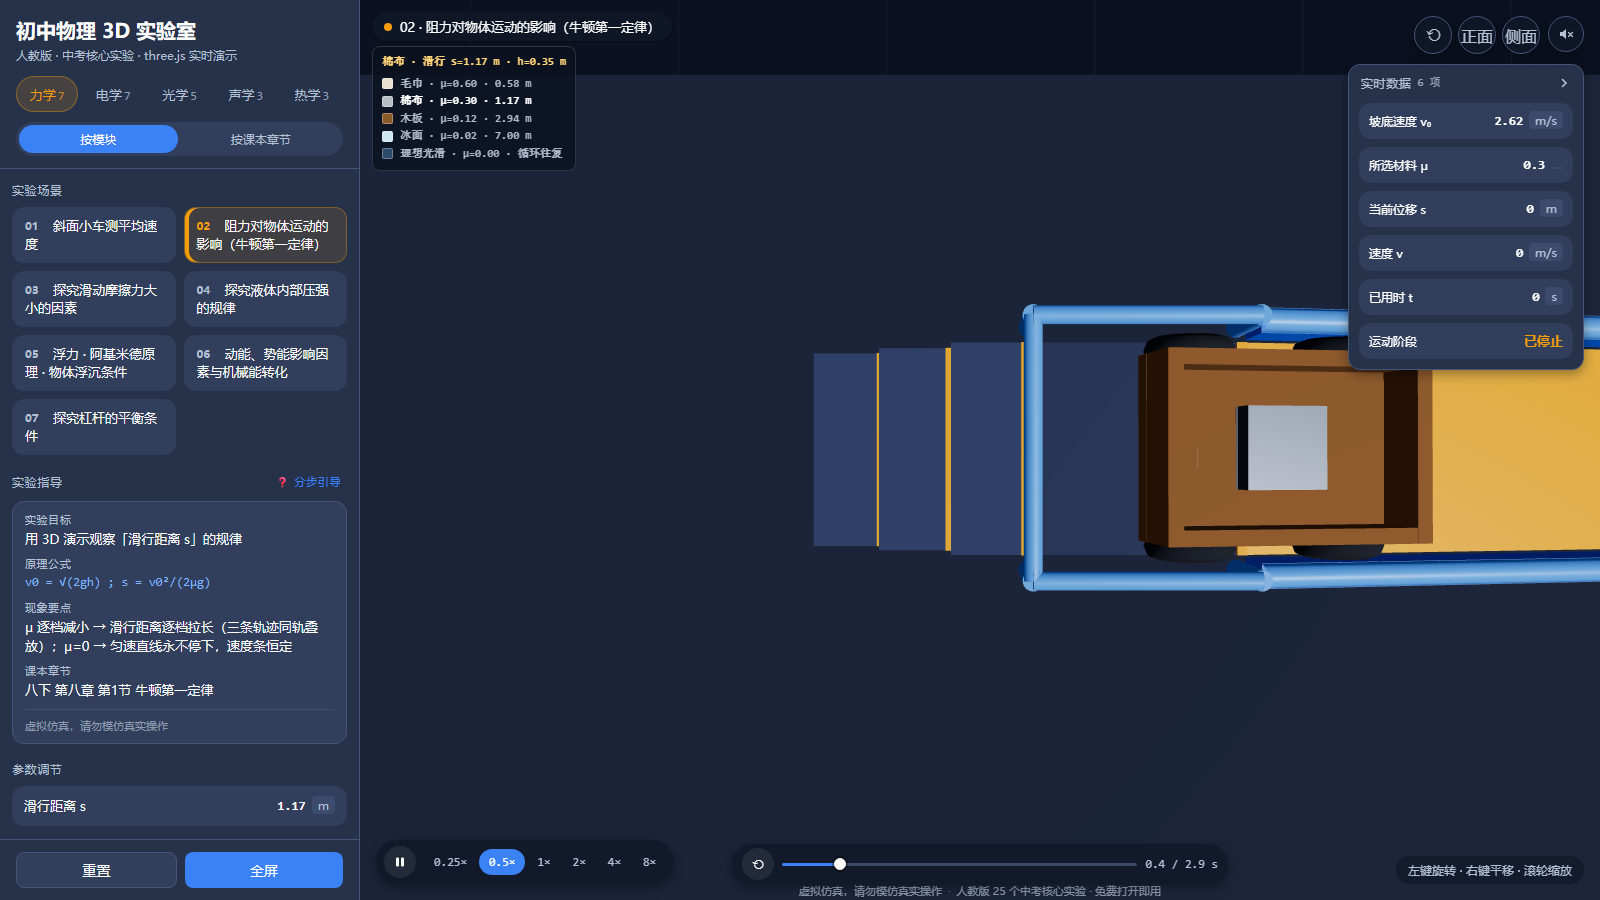 初中物理 3D 实验室
人教版 · 中考核心实验 · three.js 实时演示
力学 7
电学 7
光学 5
声学 3
热学 3
按模块
按课本章节
实验场景
01 斜面小车测平均速
度
02 阻力对物体运动的
影响（牛顿第一定律）
03 探究滑动摩擦力大
小的因素
04 探究液体内部压强
的规律
05 浮力 · 阿基米德原
理 · 物体浮沉条件
06 动能、势能影响因
素与机械能转化
07 探究杠杆的平衡条
件
实验指导
❓ 分步引导
实验目标
用 3D 演示观察「滑行距离 s」的规律
原理公式
v0 = √(2gh) ; s = v0²/(2μg)
现象要点
μ 逐档减小 → 滑行距离逐档拉长（三条轨迹同轨叠
放）；μ=0 → 匀速直线永不停下，速度条恒定
课本章节
八下 第八章 第1节 牛顿第一定律
虚拟仿真，请勿模仿真实操作
参数调节
滑行距离 s 1.17 m
重置
全屏
02 · 阻力对物体运动的影响（牛顿第一定律）
棉布 · 滑行 s=1.17 m · h=0.35 m
毛巾 · μ=0.60 · 0.58 m
棉布 · μ=0.30 · 1.17 m
木板 · μ=0.12 · 2.94 m
冰面 · μ=0.02 · 7.00 m
理想光滑 · μ=0.00 · 循环往复
正面
侧面
实时数据 6 项
坡底速度 v₀ 2.62 m/s
所选材料 μ 0.3
当前位移 s 0 m
速度 v 0 m/s
已用时 t 0 s
运动阶段 已停止
0.25×
0.5×
1×
2×
4×
8×
0.4 / 2.9 s
虚拟仿真，请勿模仿真实操作 · 人教版 25 个中考核心实验 · 免费打开即用
左键旋转 · 右键平移 · 滚轮缩放